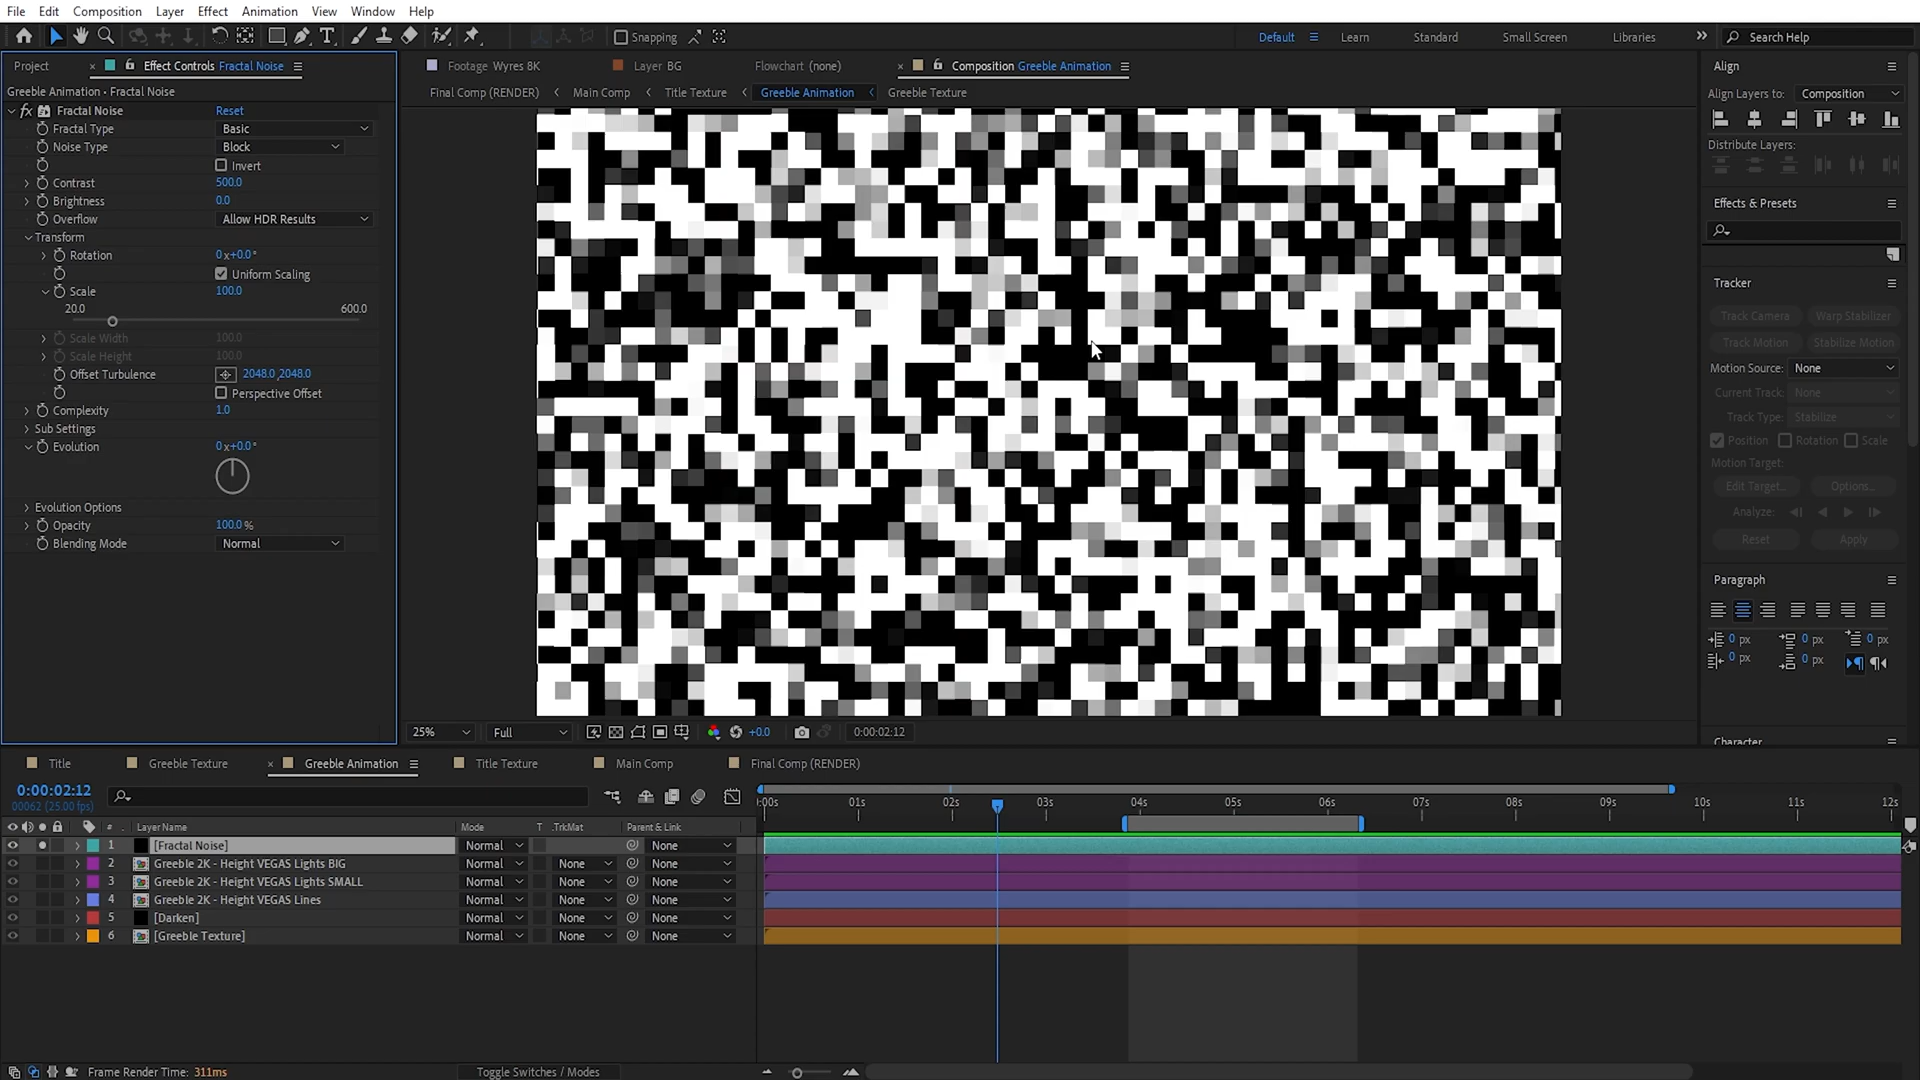 File Edit Composition Layer Effect Animation View Window Help
Snapping
Default Learn Standard Small Screen Libraries Search Help
Project Effect Controls Fractal Noise
Greeble Animation • Fractal Noise
fx Fractal Noise Reset
Fractal Type Basic
Noise Type Block
Invert
Contrast 500.0
Brightness 0.0
Overflow Allow HDR Results
Transform
Rotation 0x+0.0°
Uniform Scaling
Scale 100.0
20.0 600.0
Scale Width 100.0
Scale Height 100.0
Offset Turbulence 2048.0,2048.0
Perspective Offset
Complexity 1.0
Sub Settings
Evolution 0x+0.0°
Evolution Options
Opacity 100.0 %
Blending Mode Normal
Footage Wyres 8K Layer BG Flowchart (none) Composition Greeble Animation
Final Comp (RENDER) Main Comp Title Texture Greeble Animation Greeble Texture
25% Full +0.0 0:00:02:12
Align
Align Layers to: Composition
Distribute Layers:
Effects & Presets
Tracker
Track Camera Warp Stabilizer
Track Motion Stabilize Motion
Motion Source: None
Current Track: None
Track Type: Stabilize
Position Rotation Scale
Motion Target:
Edit Target... Options...
Analyze:
Reset Apply
Paragraph
0 px 0 px 0 px
0 px 0 px
Character
Title Greeble Texture Greeble Animation Title Texture Main Comp Final Comp (RENDER)
0:00:02:12
00062 (25.00 fps)
:00s 01s 02s 03s 04s 05s 06s 07s 08s 09s 10s 11s 12s
# Layer Name Mode T .TrkMat Parent & Link
1 [Fractal Noise] Normal None
2 Greeble 2K - Height VEGAS Lights BIG Normal None None
3 Greeble 2K - Height VEGAS Lights SMALL Normal None None
4 Greeble 2K - Height VEGAS Lines Normal None None
5 [Darken] Normal None None
6 [Greeble Texture] Normal None None
Frame Render Time: 311ms Toggle Switches / Modes